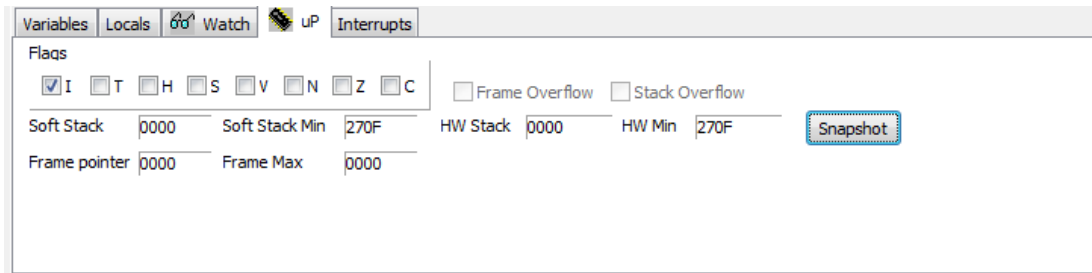 Variables Locals Watch uP Interrupts
Flags
I T H S V N Z C Frame Overflow Stack Overflow
Soft Stack 0000 Soft Stack Min 270F HW Stack 0000 HW Min 270F Snapshot
Frame pointer 0000 Frame Max 0000